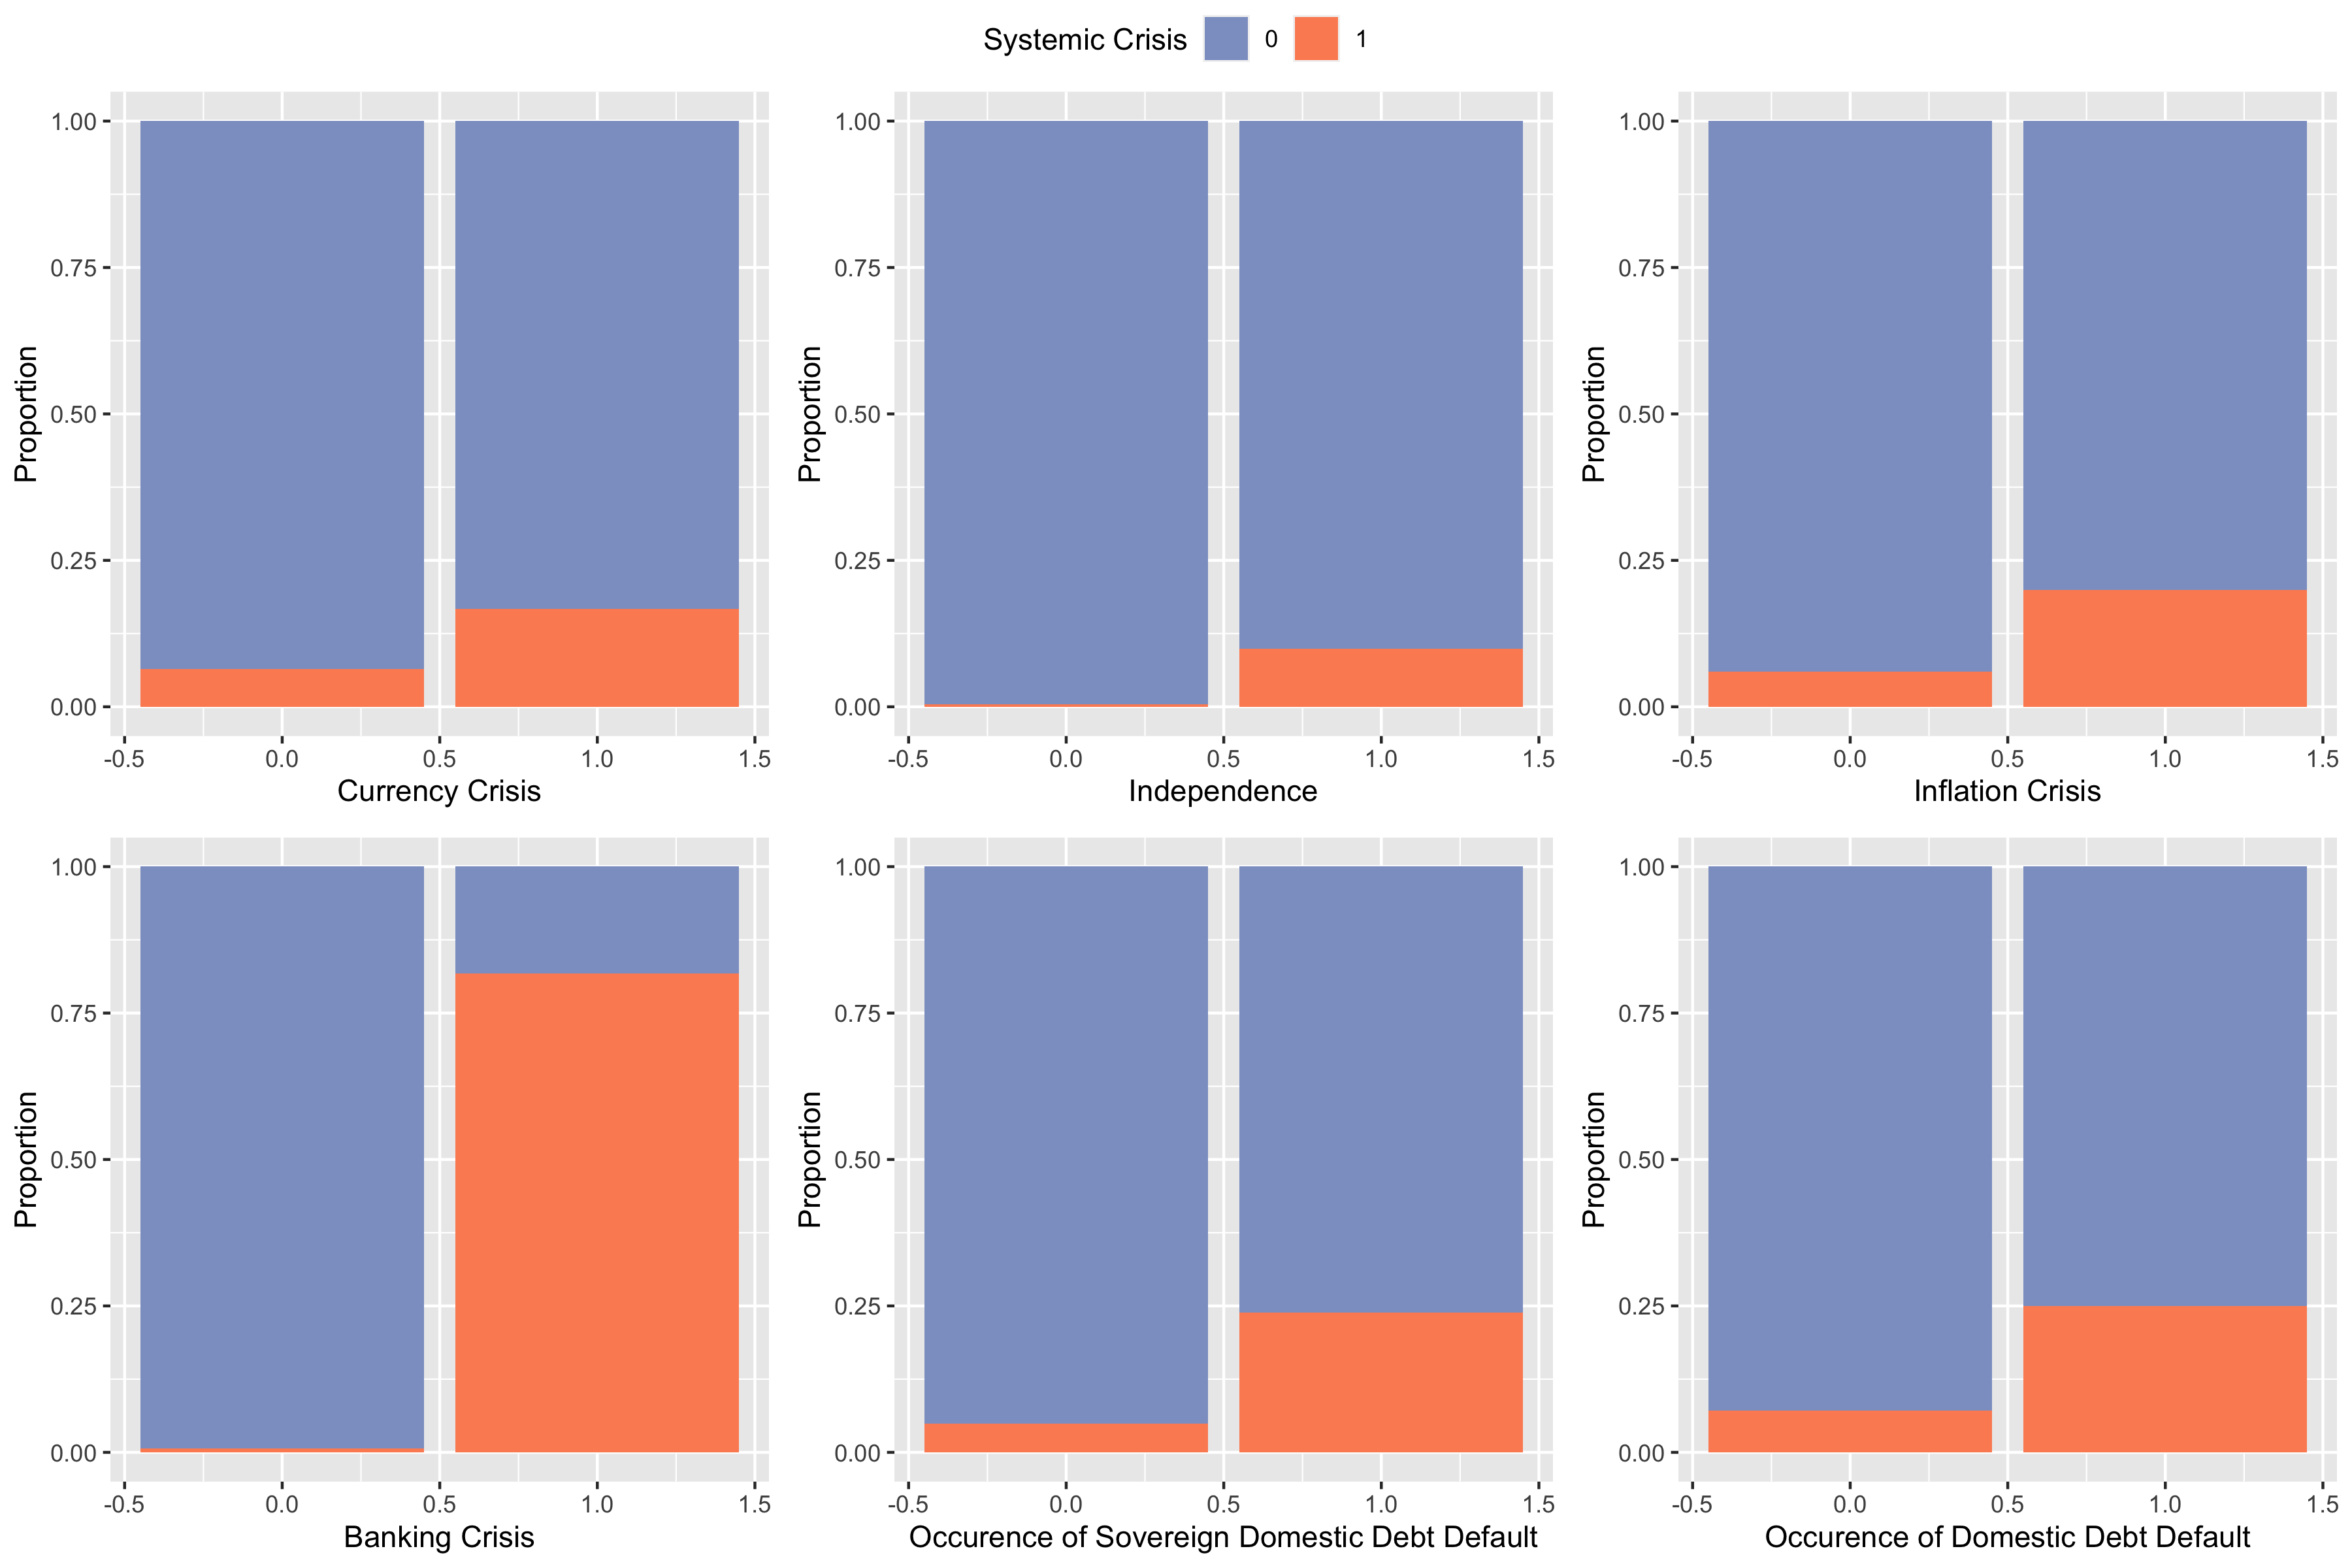 Systemic Crisis 0 1
1.00 1.00 1.00
0.75 0.75 0.75
Proportion Proportion Proportion
0.50 0.50 0.50
0.25 0.25 0.25
0.00 0.00 0.00
-0.5 0.0 0.5 1.0 1.5 -0.5 0.0 0.5 1.0 1.5 -0.5 0.0 0.5 1.0 1.5
Currency Crisis Independence Inflation Crisis
1.00 1.00 1.00
0.75 0.75 0.75
Proportion Proportion Proportion
0.50 0.50 0.50
0.25 0.25 0.25
0.00 0.00 0.00
-0.5 0.0 0.5 1.0 1.5 -0.5 0.0 0.5 1.0 1.5 -0.5 0.0 0.5 1.0 1.5
Banking Crisis Occurence of Sovereign Domestic Debt Default Occurence of Domestic Debt Default